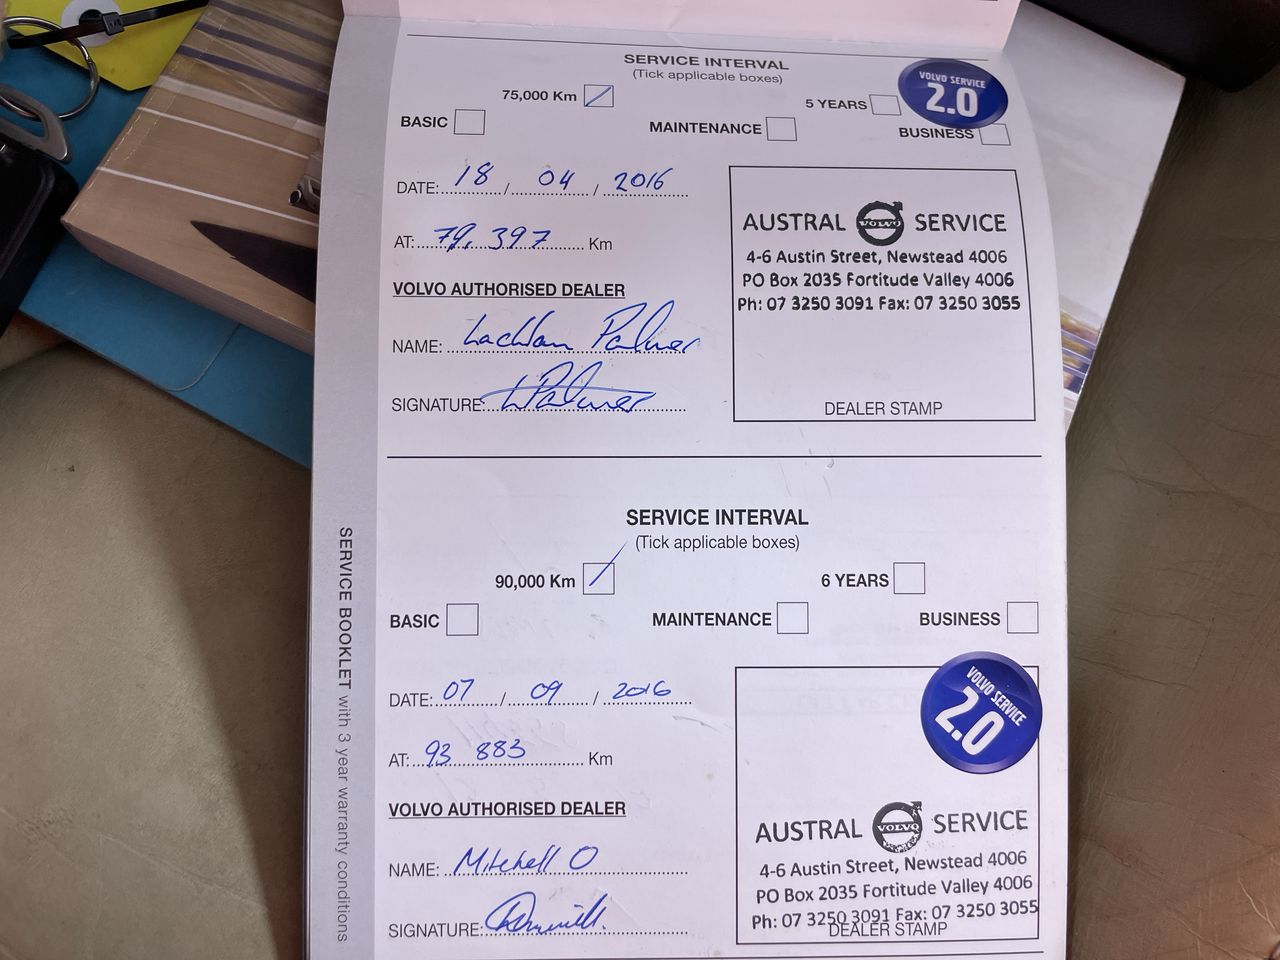 SERVICE INTERVAL
(Tick applicable boxes)
75,000 Km 5 YEARS
VOLVO SERVICE
2.0
BASIC MAINTENANCE BUSINESS
DATE: 18 / 04 / 2016
AT: 79,397 Km
VOLVO AUTHORISED DEALER
NAME: Lachlan Palmer
SIGNATURE: LPalmer
AUSTRAL VOLVO SERVICE
4-6 Austin Street, Newstead 4006
PO Box 2035 Fortitude Valley 4006
Ph: 07 3250 3091 Fax: 07 3250 3055
DEALER STAMP
SERVICE INTERVAL
(Tick applicable boxes)
90,000 Km 6 YEARS
BASIC MAINTENANCE BUSINESS
DATE: 07 / 09 / 2016
AT: 93 883 Km
VOLVO AUTHORISED DEALER
NAME: Mitchell O
SIGNATURE:
VOLVO SERVICE
2.0
AUSTRAL VOLVO SERVICE
4-6 Austin Street, Newstead 4006
PO Box 2035 Fortitude Valley 4006
Ph: 07 3250 3091 Fax: 07 3250 3055
DEALER STAMP
SERVICE BOOKLET with 3 year warranty conditions